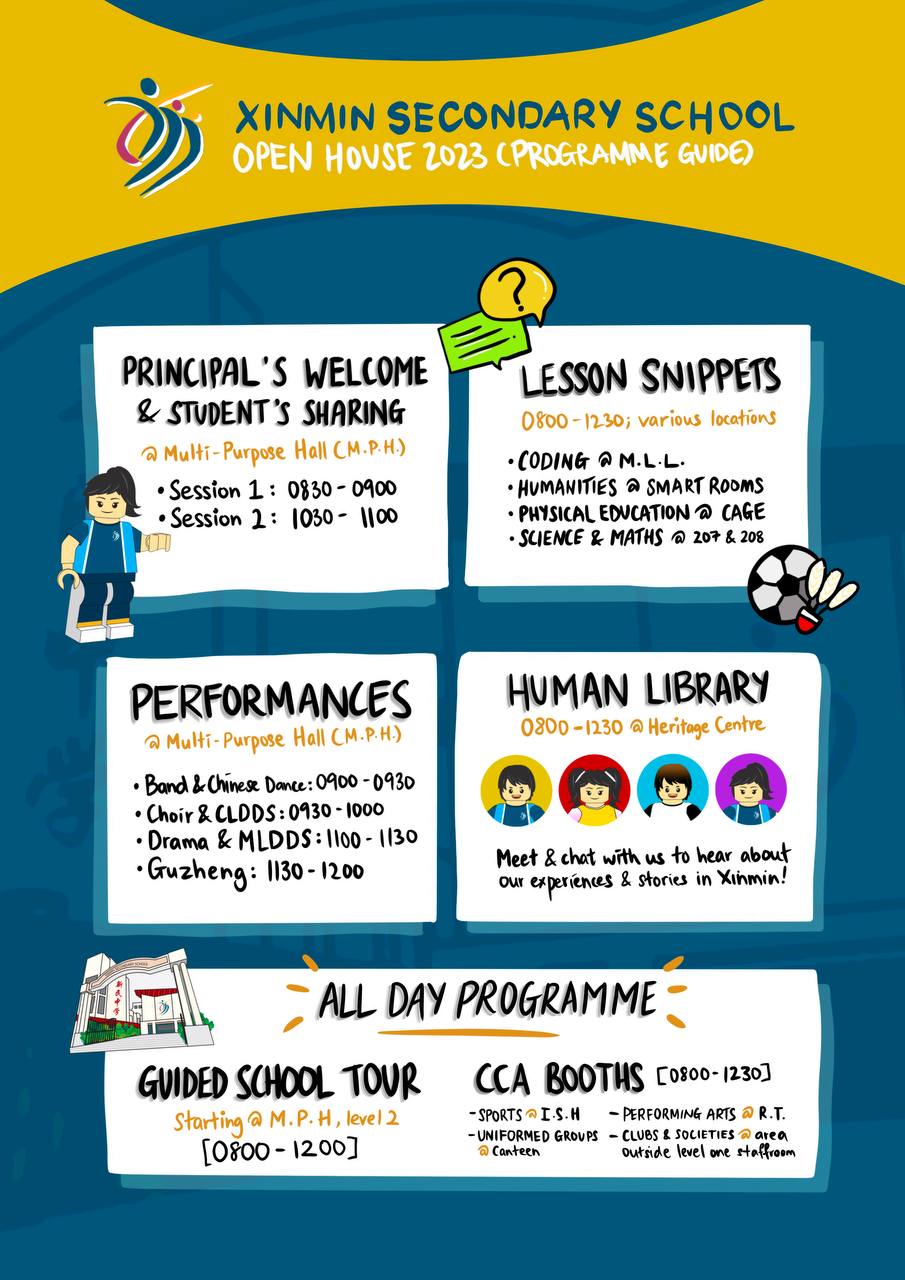 XINMIN SECONDARY SCHOOL
OPEN HOUSE 2023 (PROGRAMME GUIDE)
?
PRINCIPAL'S WELCOME
& STUDENT'S SHARING
@ Multi-Purpose Hall (M.P.H.)
• Session 1: 0830 - 0900
• Session 2: 1030 - 1100
LESSON SNIPPETS
0800 - 1230; various locations
• CODING @ M.L.L.
• HUMANITIES @ SMART ROOMS
• PHYSICAL EDUCATION @ CAGE
• SCIENCE & MATHS @ 207 & 208
PERFORMANCES
@ Multi-Purpose Hall (M.P.H.)
• Band & Chinese Dance: 0900 - 0930
• Choir & CLDDS: 0930 - 1000
• Drama & MLDDS: 1100 - 1130
• Guzheng: 1130 - 1200
HUMAN LIBRARY
0800 - 1230 @ Heritage Centre
Meet & chat with us to hear about
our experiences & stories in Xinmin!
ALL DAY PROGRAMME
新民中学
GUIDED SCHOOL TOUR
Starting @ M.P.H, level 2
[0800 - 1200]
CCA BOOTHS [0800-1230]
- SPORTS @ I.S.H
- UNIFORMED GROUPS
@ Canteen
- PERFORMING ARTS @ R.T.
- CLUBS & SOCIETIES @ area
outside level one staffroom